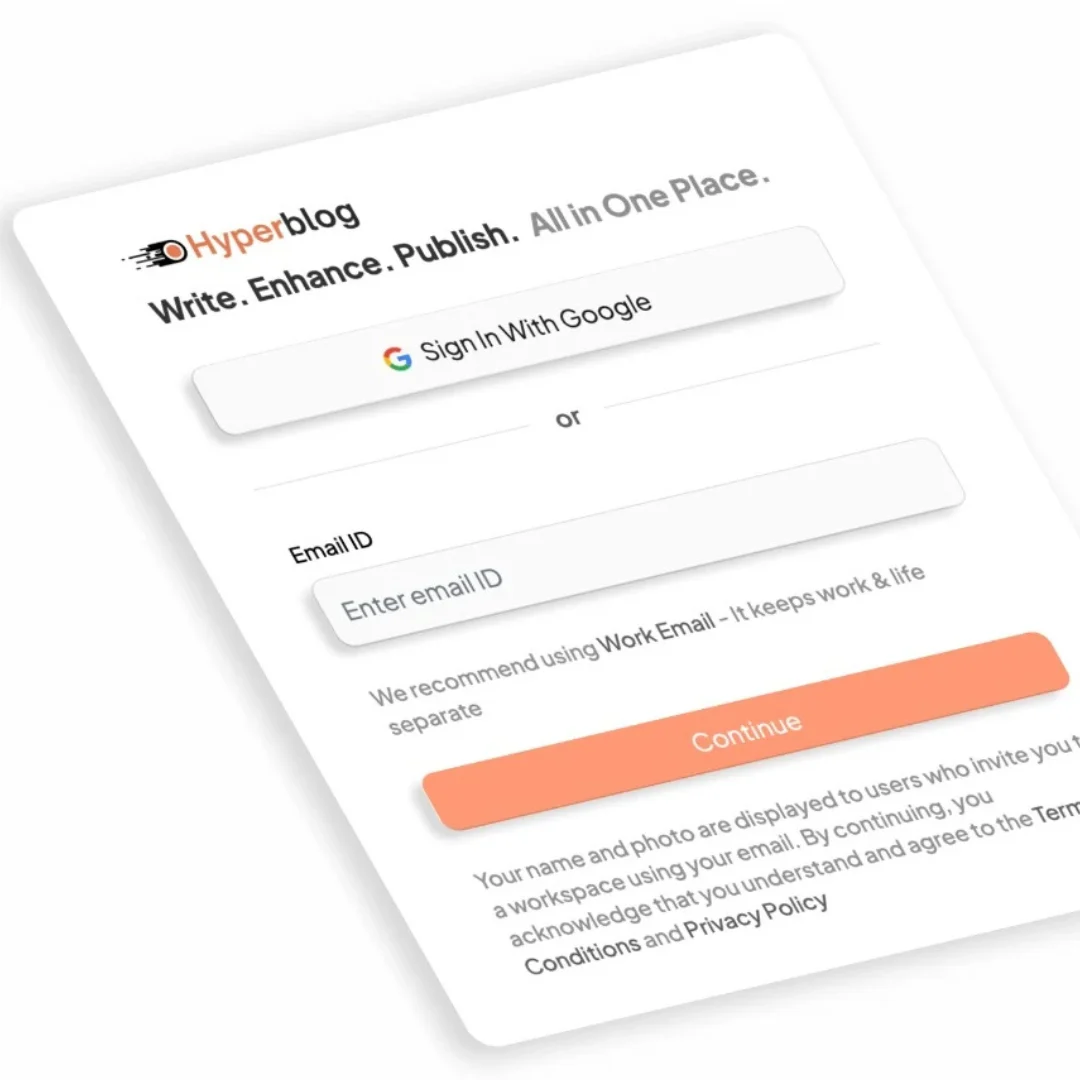 Hyperblog
Write. Enhance. Publish. All in One Place.
Sign In With Google
or
Email ID
Enter email ID
We recommend using Work Email - It keeps work & life
separate
Continue
Your name and photo are displayed to users who invite you
a workspace using your email. By continuing, you
acknowledge that you understand and agree to the
Conditions and Privacy Policy